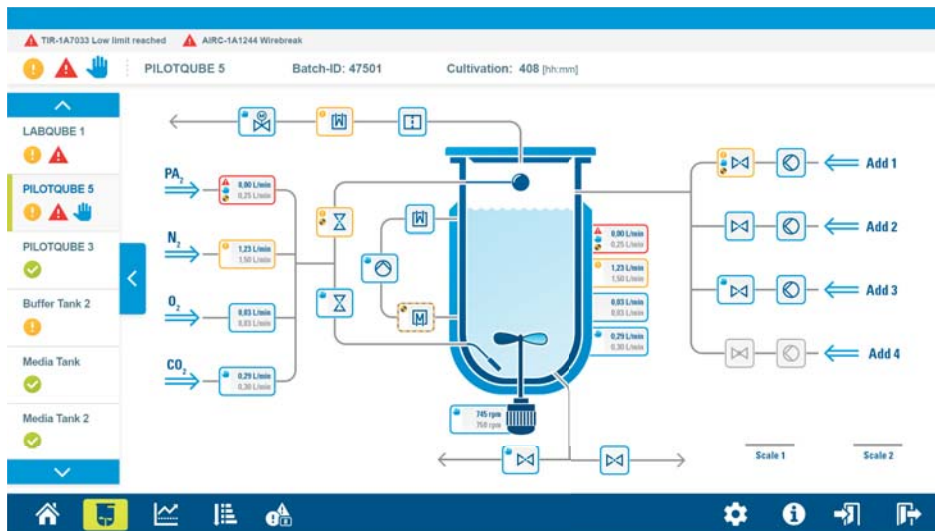 TIR-1A7033 Low limit reached   AIRC-1A1244 Wirebreak
PILOTQUBE 5   Batch-ID: 47501   Cultivation: 408 [hh:mm]
LABQUBE 1
PILOTQUBE 5
PILOTQUBE 3
Buffer Tank 2
Media Tank
Media Tank 2
M
PA2
0,00 L/min
0,25 L/min
N2
1,23 L/min
1,50 L/min
O2
0,03 L/min
0,03 L/min
CO2
0,29 L/min
0,30 L/min
M
0,00 L/min
0,25 L/min
1,23 L/min
1,50 L/min
0,03 L/min
0,03 L/min
0,29 L/min
0,30 L/min
745 rpm
750 rpm
Add 1
Add 2
Add 3
Add 4
Scale 1   Scale 2